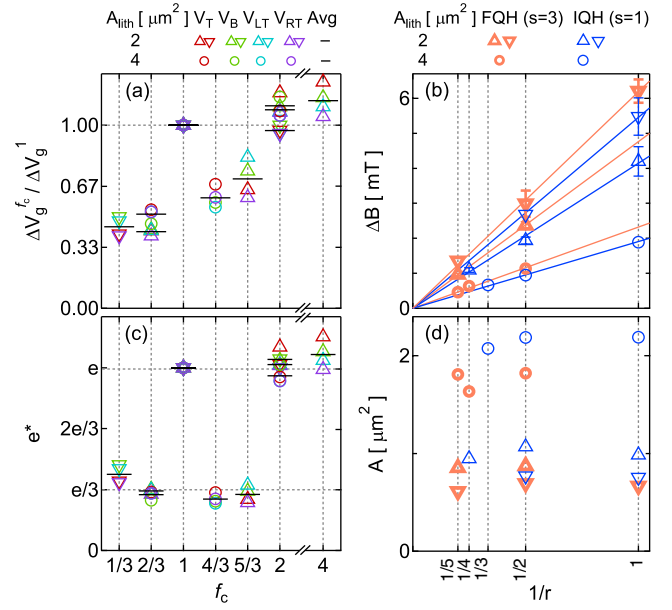 A_lith [ μm²] V_T V_B V_LT V_RT Avg
2 –
4 –
A_lith [ μm²] FQH (s=3) IQH (s=1)
2
4
(a)
1.00
0.67
0.33
0.00
ΔV_g^f_c / ΔV_g^1
(b)
6
0
ΔB [ mT]
(c)
e
2e/3
e/3
0
e*
1/3 2/3 1 4/3 5/3 2 4
f_c
(d)
2
0
A [ μm²]
1/5 1/4 1/3 1/2 1
1/r